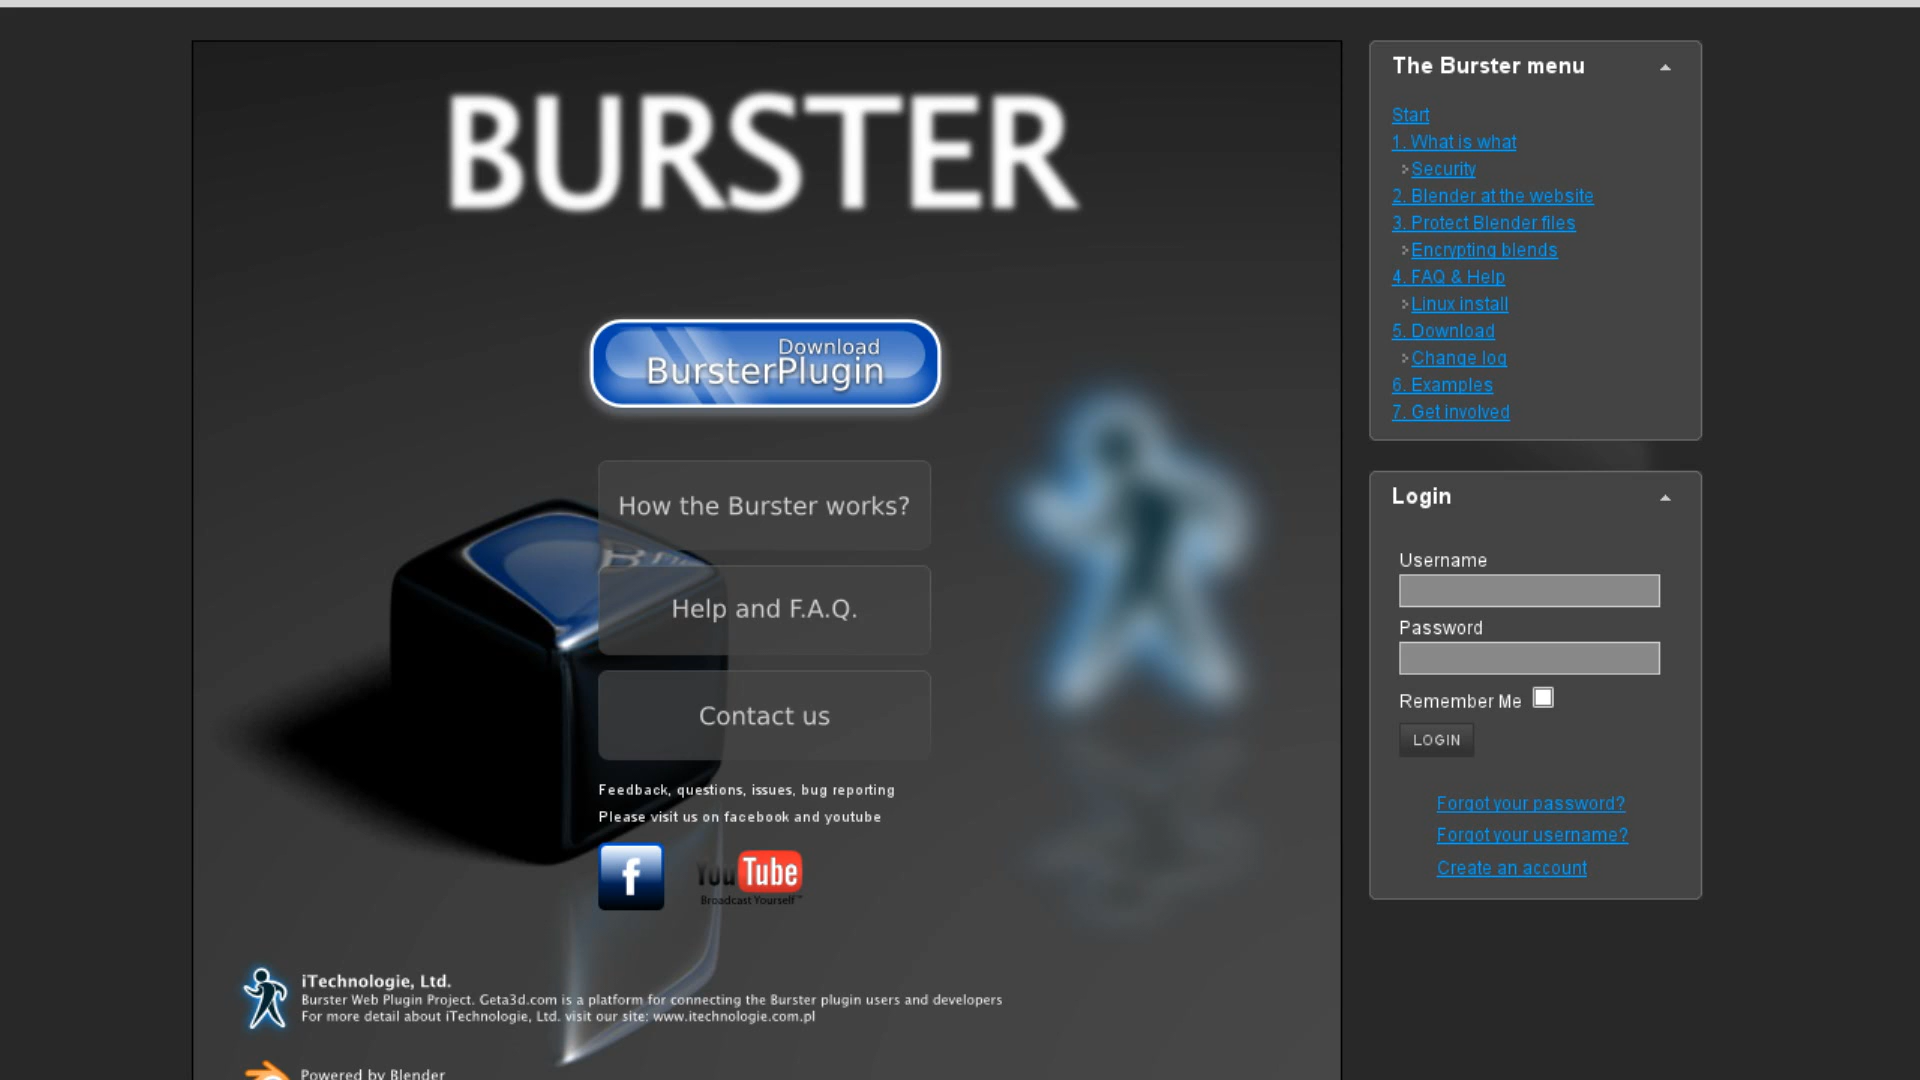 BURSTER
Download
BursterPlugin
How the Burster works?
Help and F.A.Q.
Contact us
Feedback, questions, issues, bug reporting
Please visit us on facebook and youtube
f
YouTube
Broadcast Yourself™
iTechnologie, Ltd.
Burster Web Plugin Project. Geta3d.com is a platform for connecting the Burster plugin users and developers
For more detail about iTechnologie, Ltd. visit our site: www.itechnologie.com.pl
Powered by Blender
The Burster menu
Start
1. What is what
Security
2. Blender at the website
3. Protect Blender files
Encrypting blends
4. FAQ & Help
Linux install
5. Download
Change log
6. Examples
7. Get involved
Login
Username
Password
Remember Me
LOGIN
Forgot your password?
Forgot your username?
Create an account